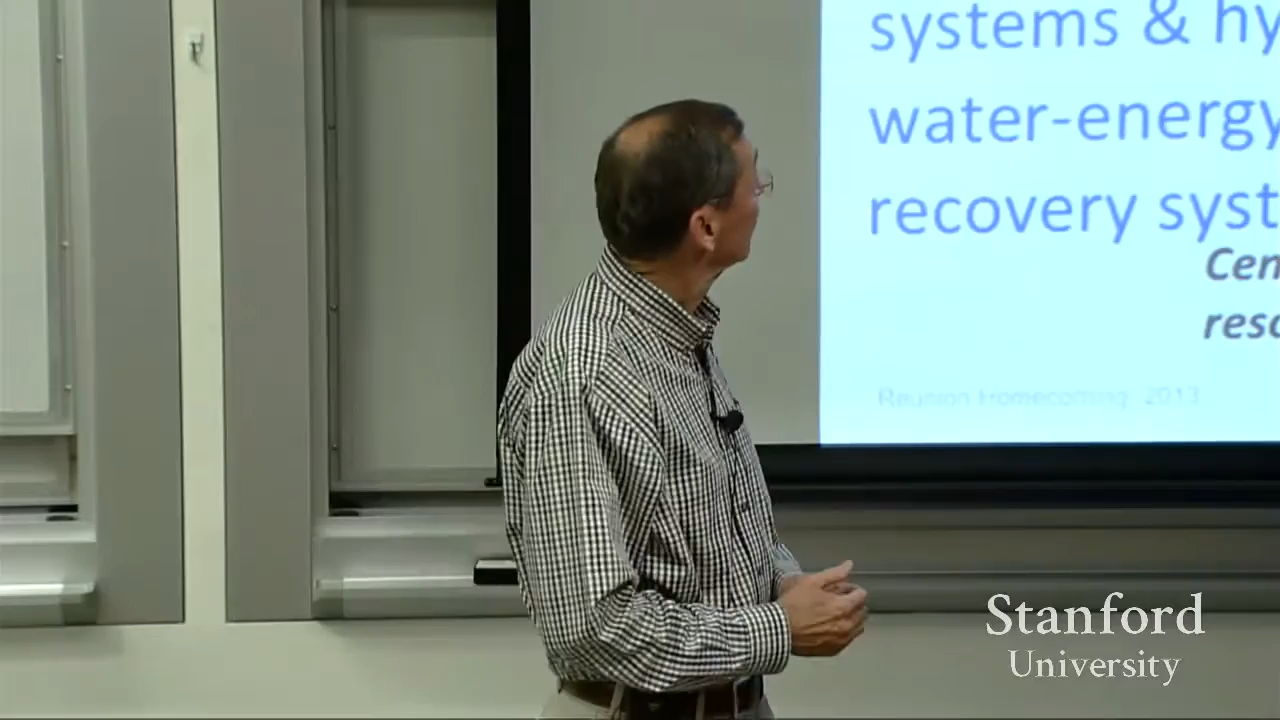 systems & hy
water-energy
recovery syst
Cen
reso
Reunion Homecoming, 2013
Stanford
University